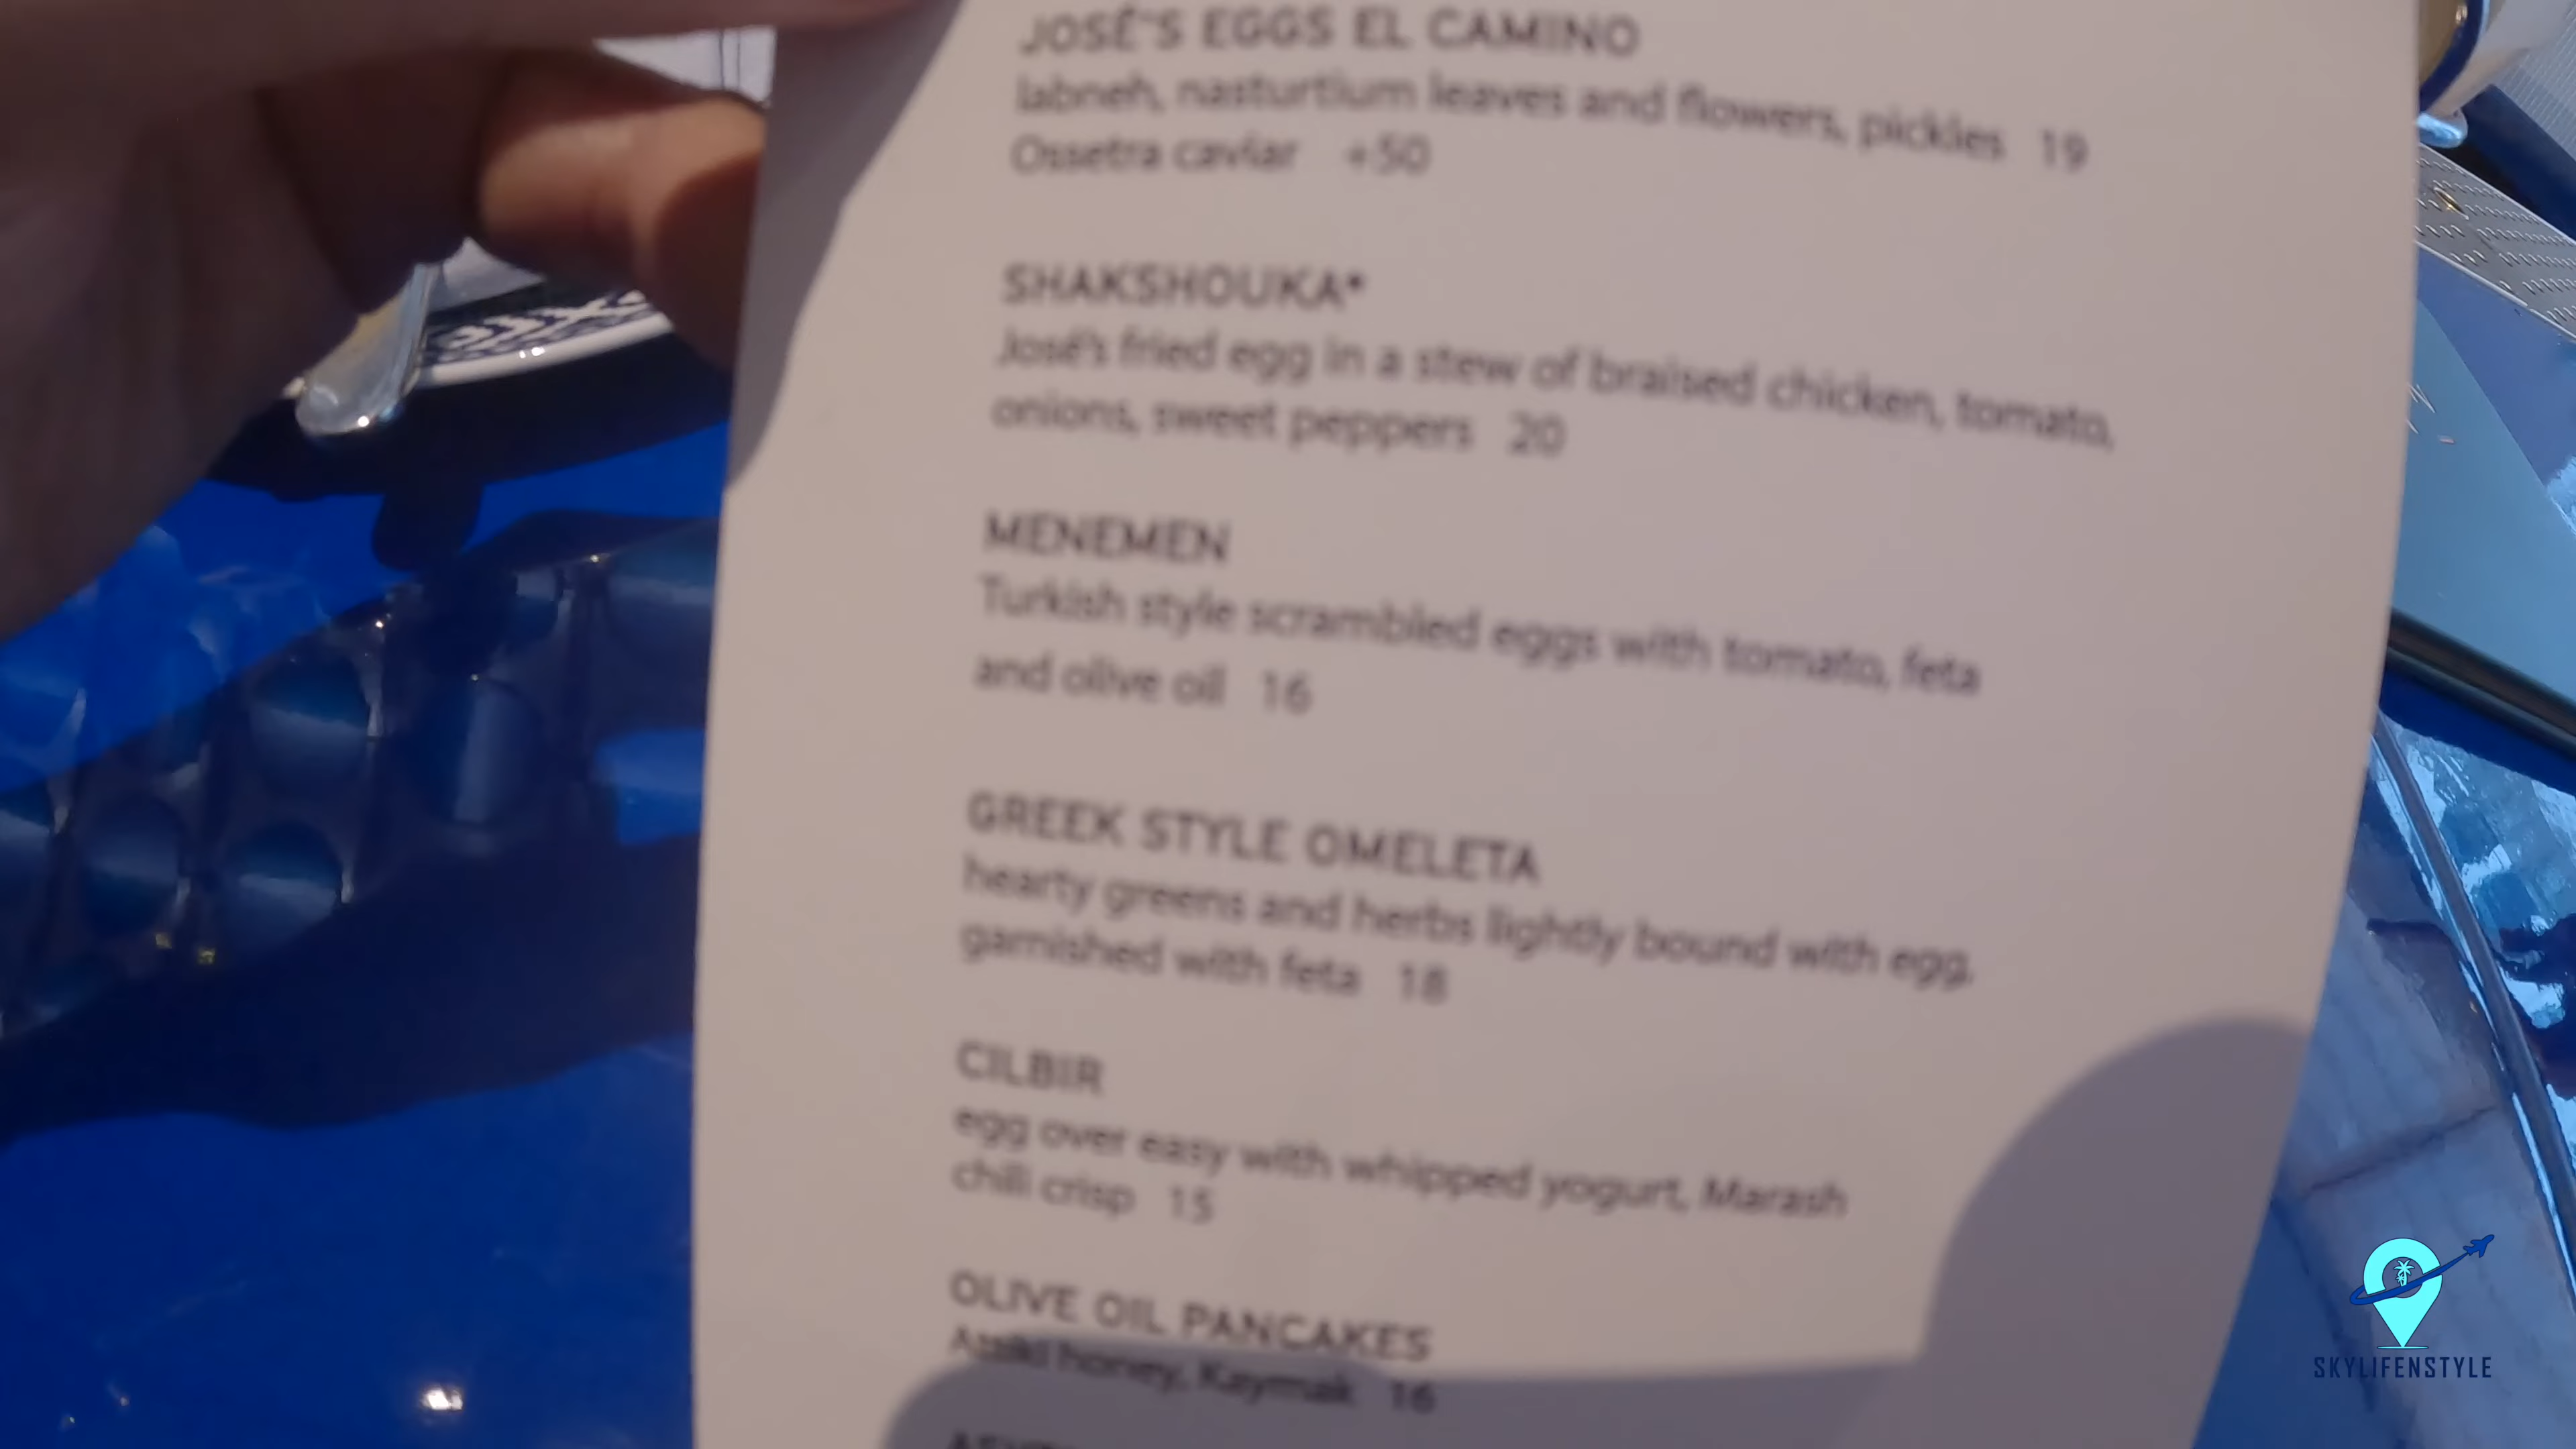 JOSÉ'S EGGS EL CAMINO
labneh, nasturtium leaves and flowers, pickles 19
Ossetra caviar +50
SHAKSHOUKA*
José's fried egg in a stew of braised chicken, tomato,
onions, sweet peppers 20
MENEMEN
Turkish style scrambled eggs with tomato, feta
and olive oil 16
GREEK STYLE OMELETA
hearty greens and herbs lightly bound with egg,
garnished with feta 18
CILBIR
egg over easy with whipped yogurt, Marash
chili crisp 15
OLIVE OIL PANCAKES
Attiki honey, Kaymak 16
SKYLIFENSTYLE